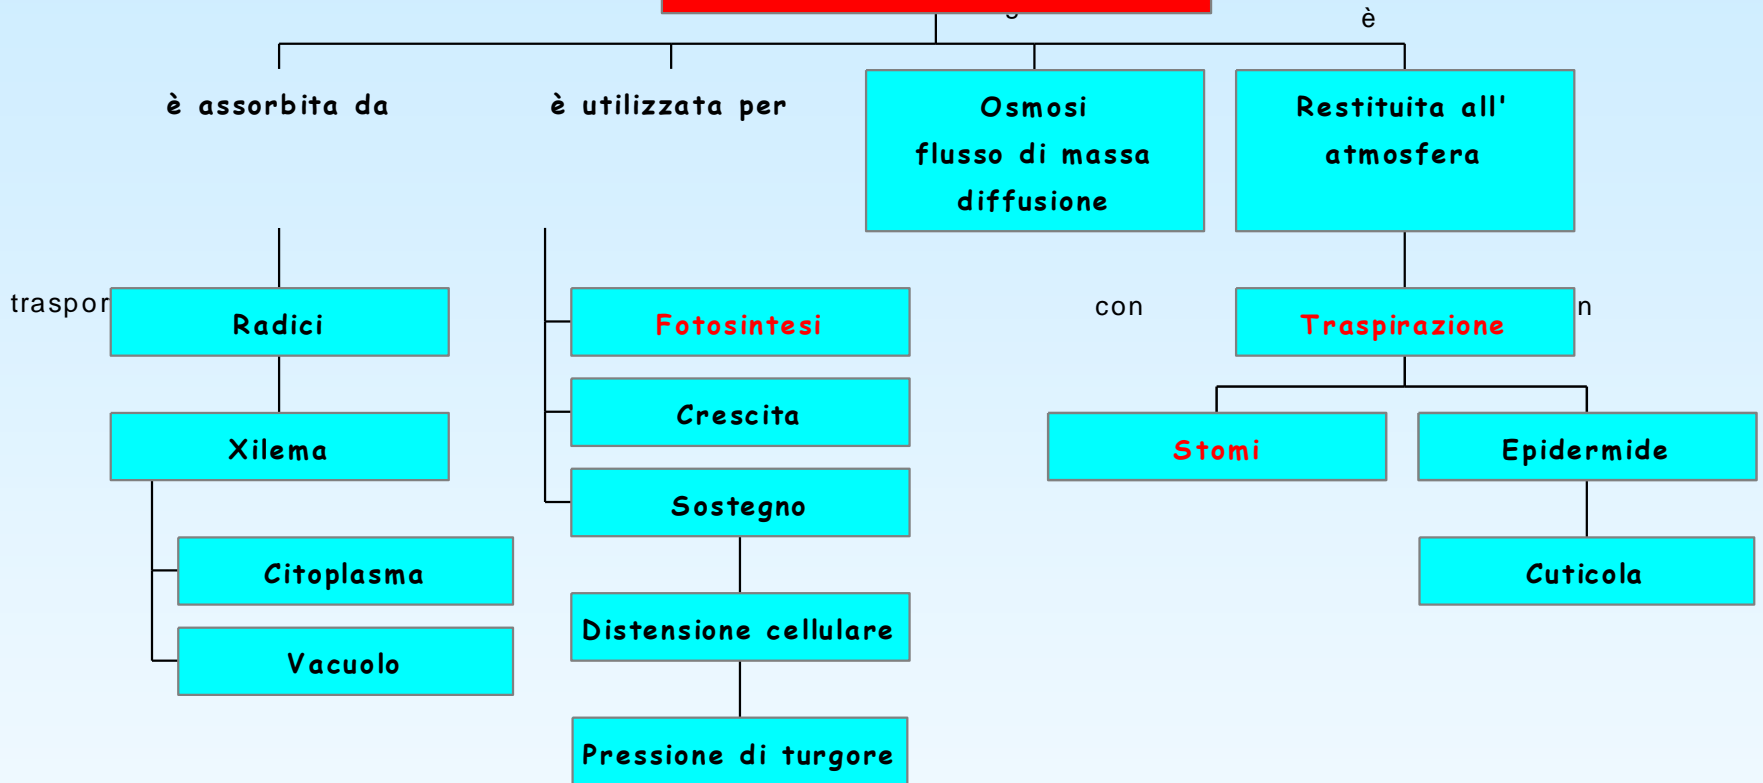 è
è assorbita da
è utilizzata per
Osmosi
flusso di massa
diffusione
Restituita all'
atmosfera
traspor
Radici
Fotosintesi
con
Traspirazione
n
Crescita
Xilema
Stomi
Epidermide
Sostegno
Citoplasma
Cuticola
Distensione cellulare
Vacuolo
Pressione di turgore